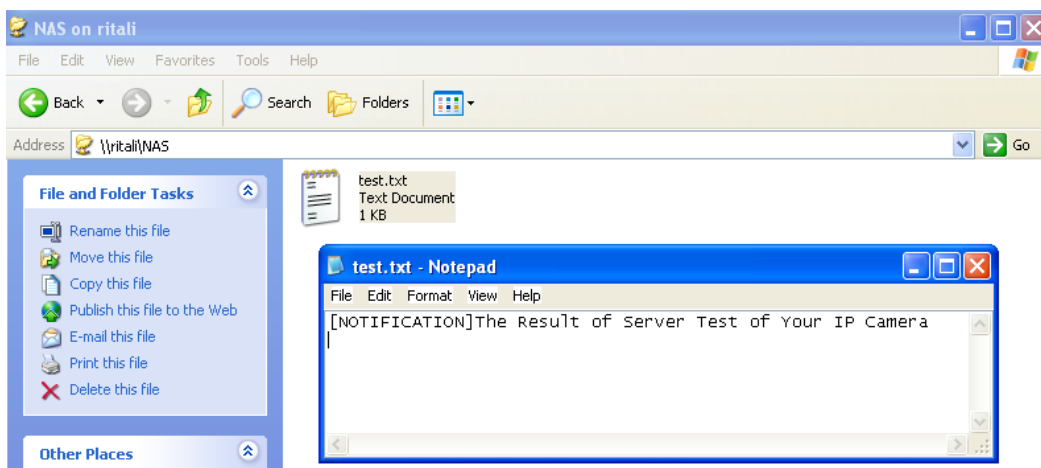 NAS on ritali
File Edit View Favorites Tools Help
Back Search Folders
Address \\ritali\NAS Go
File and Folder Tasks
Rename this file
Move this file
Copy this file
Publish this file to the Web
E-mail this file
Print this file
Delete this file
Other Places
test.txt
Text Document
1 KB
test.txt - Notepad
File Edit Format View Help
[NOTIFICATION]The Result of Server Test of Your IP Camera